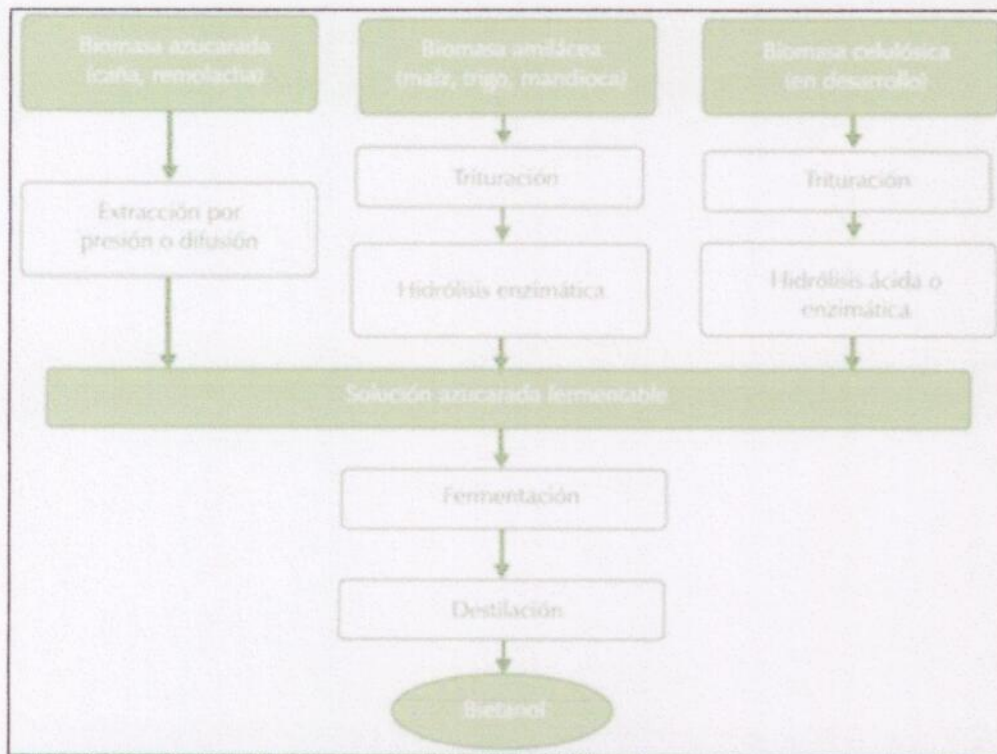 Biomasa azucarada
(caña, remolacha)
Biomasa amilácea
(maíz, trigo, mandioca)
Biomasa celulósica
(en desarrollo)
Extracción por
presión o difusión
Trituración
Hidrólisis enzimática
Trituración
Hidrólisis ácida o
enzimática
Solución azucarada fermentable
Fermentación
Destilación
Bietanol